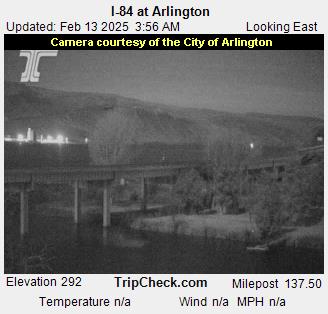 I-84 at Arlington
Updated: Feb 13 2025 3:56 AM Looking East
Camera courtesy of the City of Arlington
Elevation 292 TripCheck.com Milepost 137.50
Temperature n/a Wind n/a MPH n/a